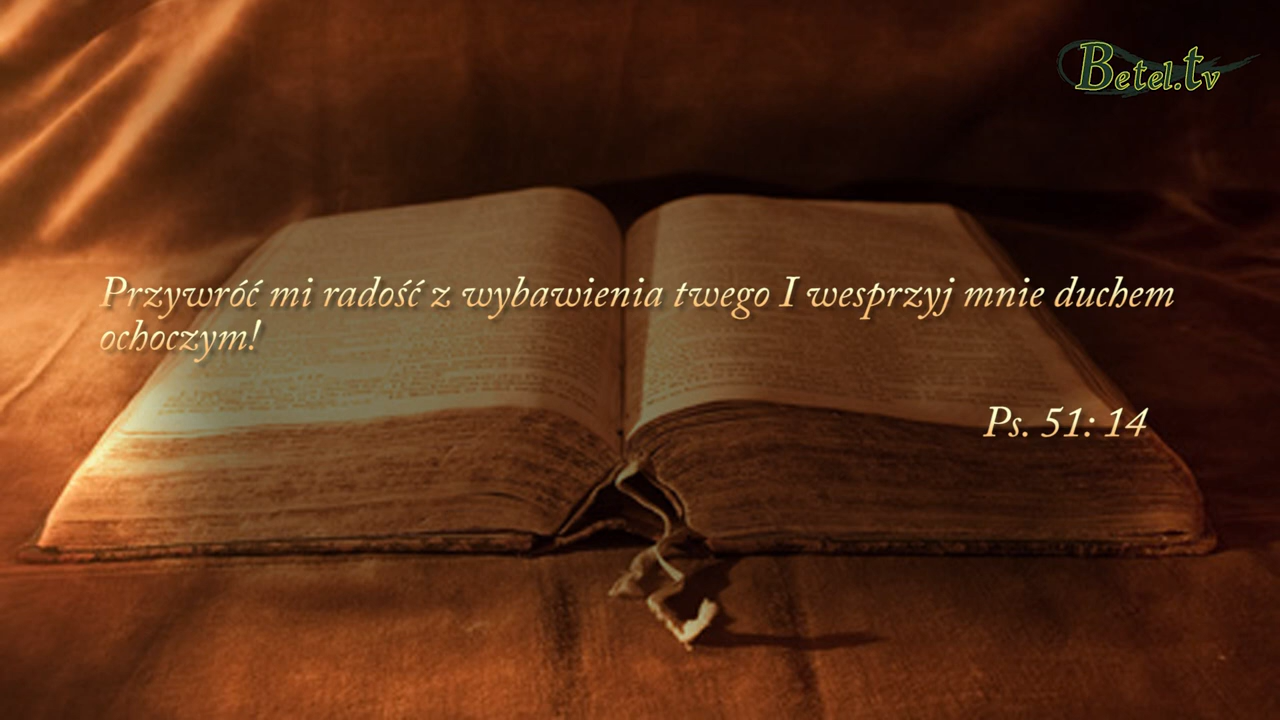 Betel.tv
Przywróć mi radość z wybawienia twego I wesprzyj mnie duchem
ochoczym!
Ps. 51: 14